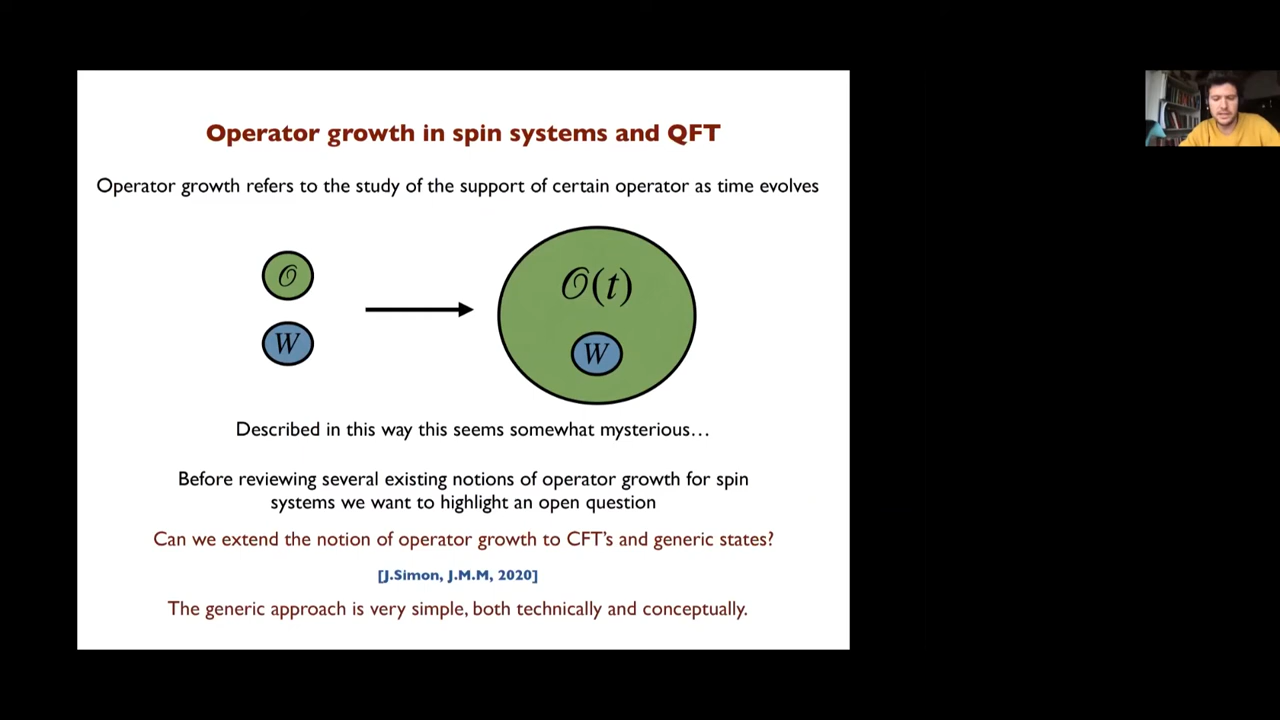 Operator growth in spin systems and QFT
Operator growth refers to the study of the support of certain operator as time evolves
𝒪
𝒪(t)
W
W
Described in this way this seems somewhat mysterious…
Before reviewing several existing notions of operator growth for spin
systems we want to highlight an open question
Can we extend the notion of operator growth to CFT's and generic states?
[J.Simon, J.M.M, 2020]
The generic approach is very simple, both technically and conceptually.